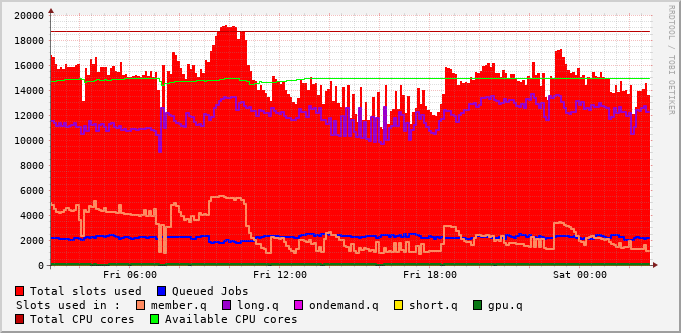 20000
18000
16000
14000
12000
10000
8000
6000
4000
2000
0
Fri 06:00 Fri 12:00 Fri 18:00 Sat 00:00
Total slots used Queued Jobs
Slots used in : member.q long.q ondemand.q short.q gpu.q
Total CPU cores Available CPU cores
RRDTOOL / TOBI OETIKER